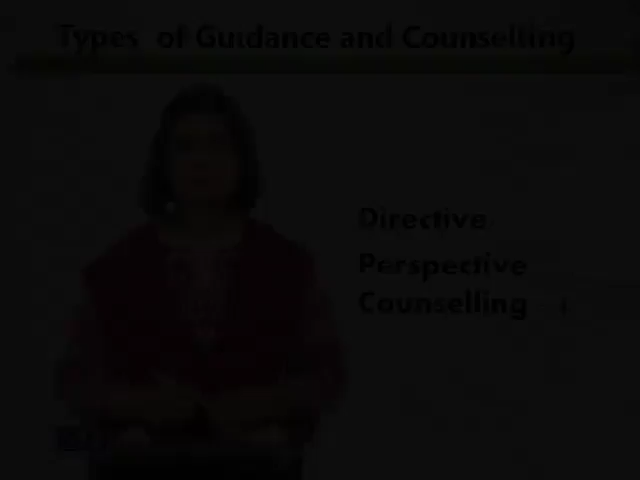 Types of Guidance and Counselling
Directive
Perspective
Counselling